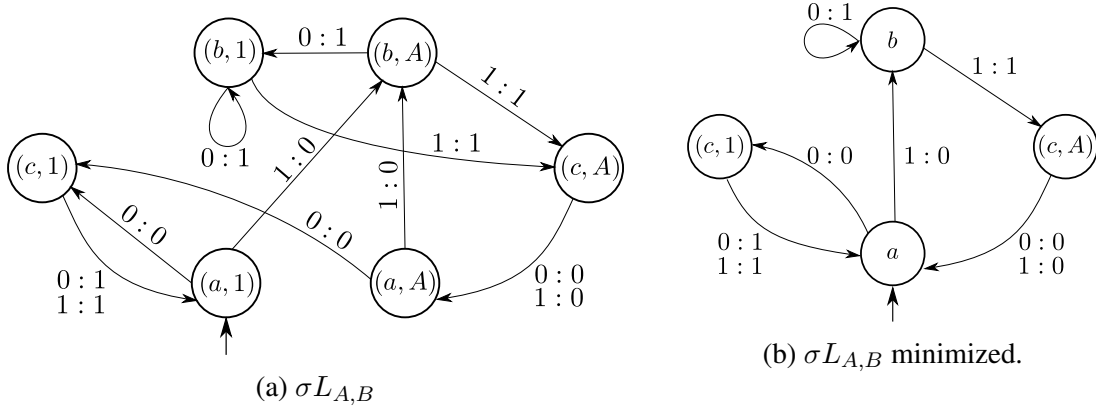 0 : 1
(b, 1)
0 : 1
(b, A)
1 : 1
b
1 : 1
0 : 1
1 : 1
(c, 1)
1 : 0
1 : 0
(c, A)
(c, 1)
0 : 0
1 : 0
(c, A)
0 : 0
0 : 0
0 : 1
1 : 1
(a, 1)
(a, A)
0 : 0
1 : 0
0 : 1
1 : 1
a
0 : 0
1 : 0
(a) σL_{A,B}
(b) σL_{A,B} minimized.